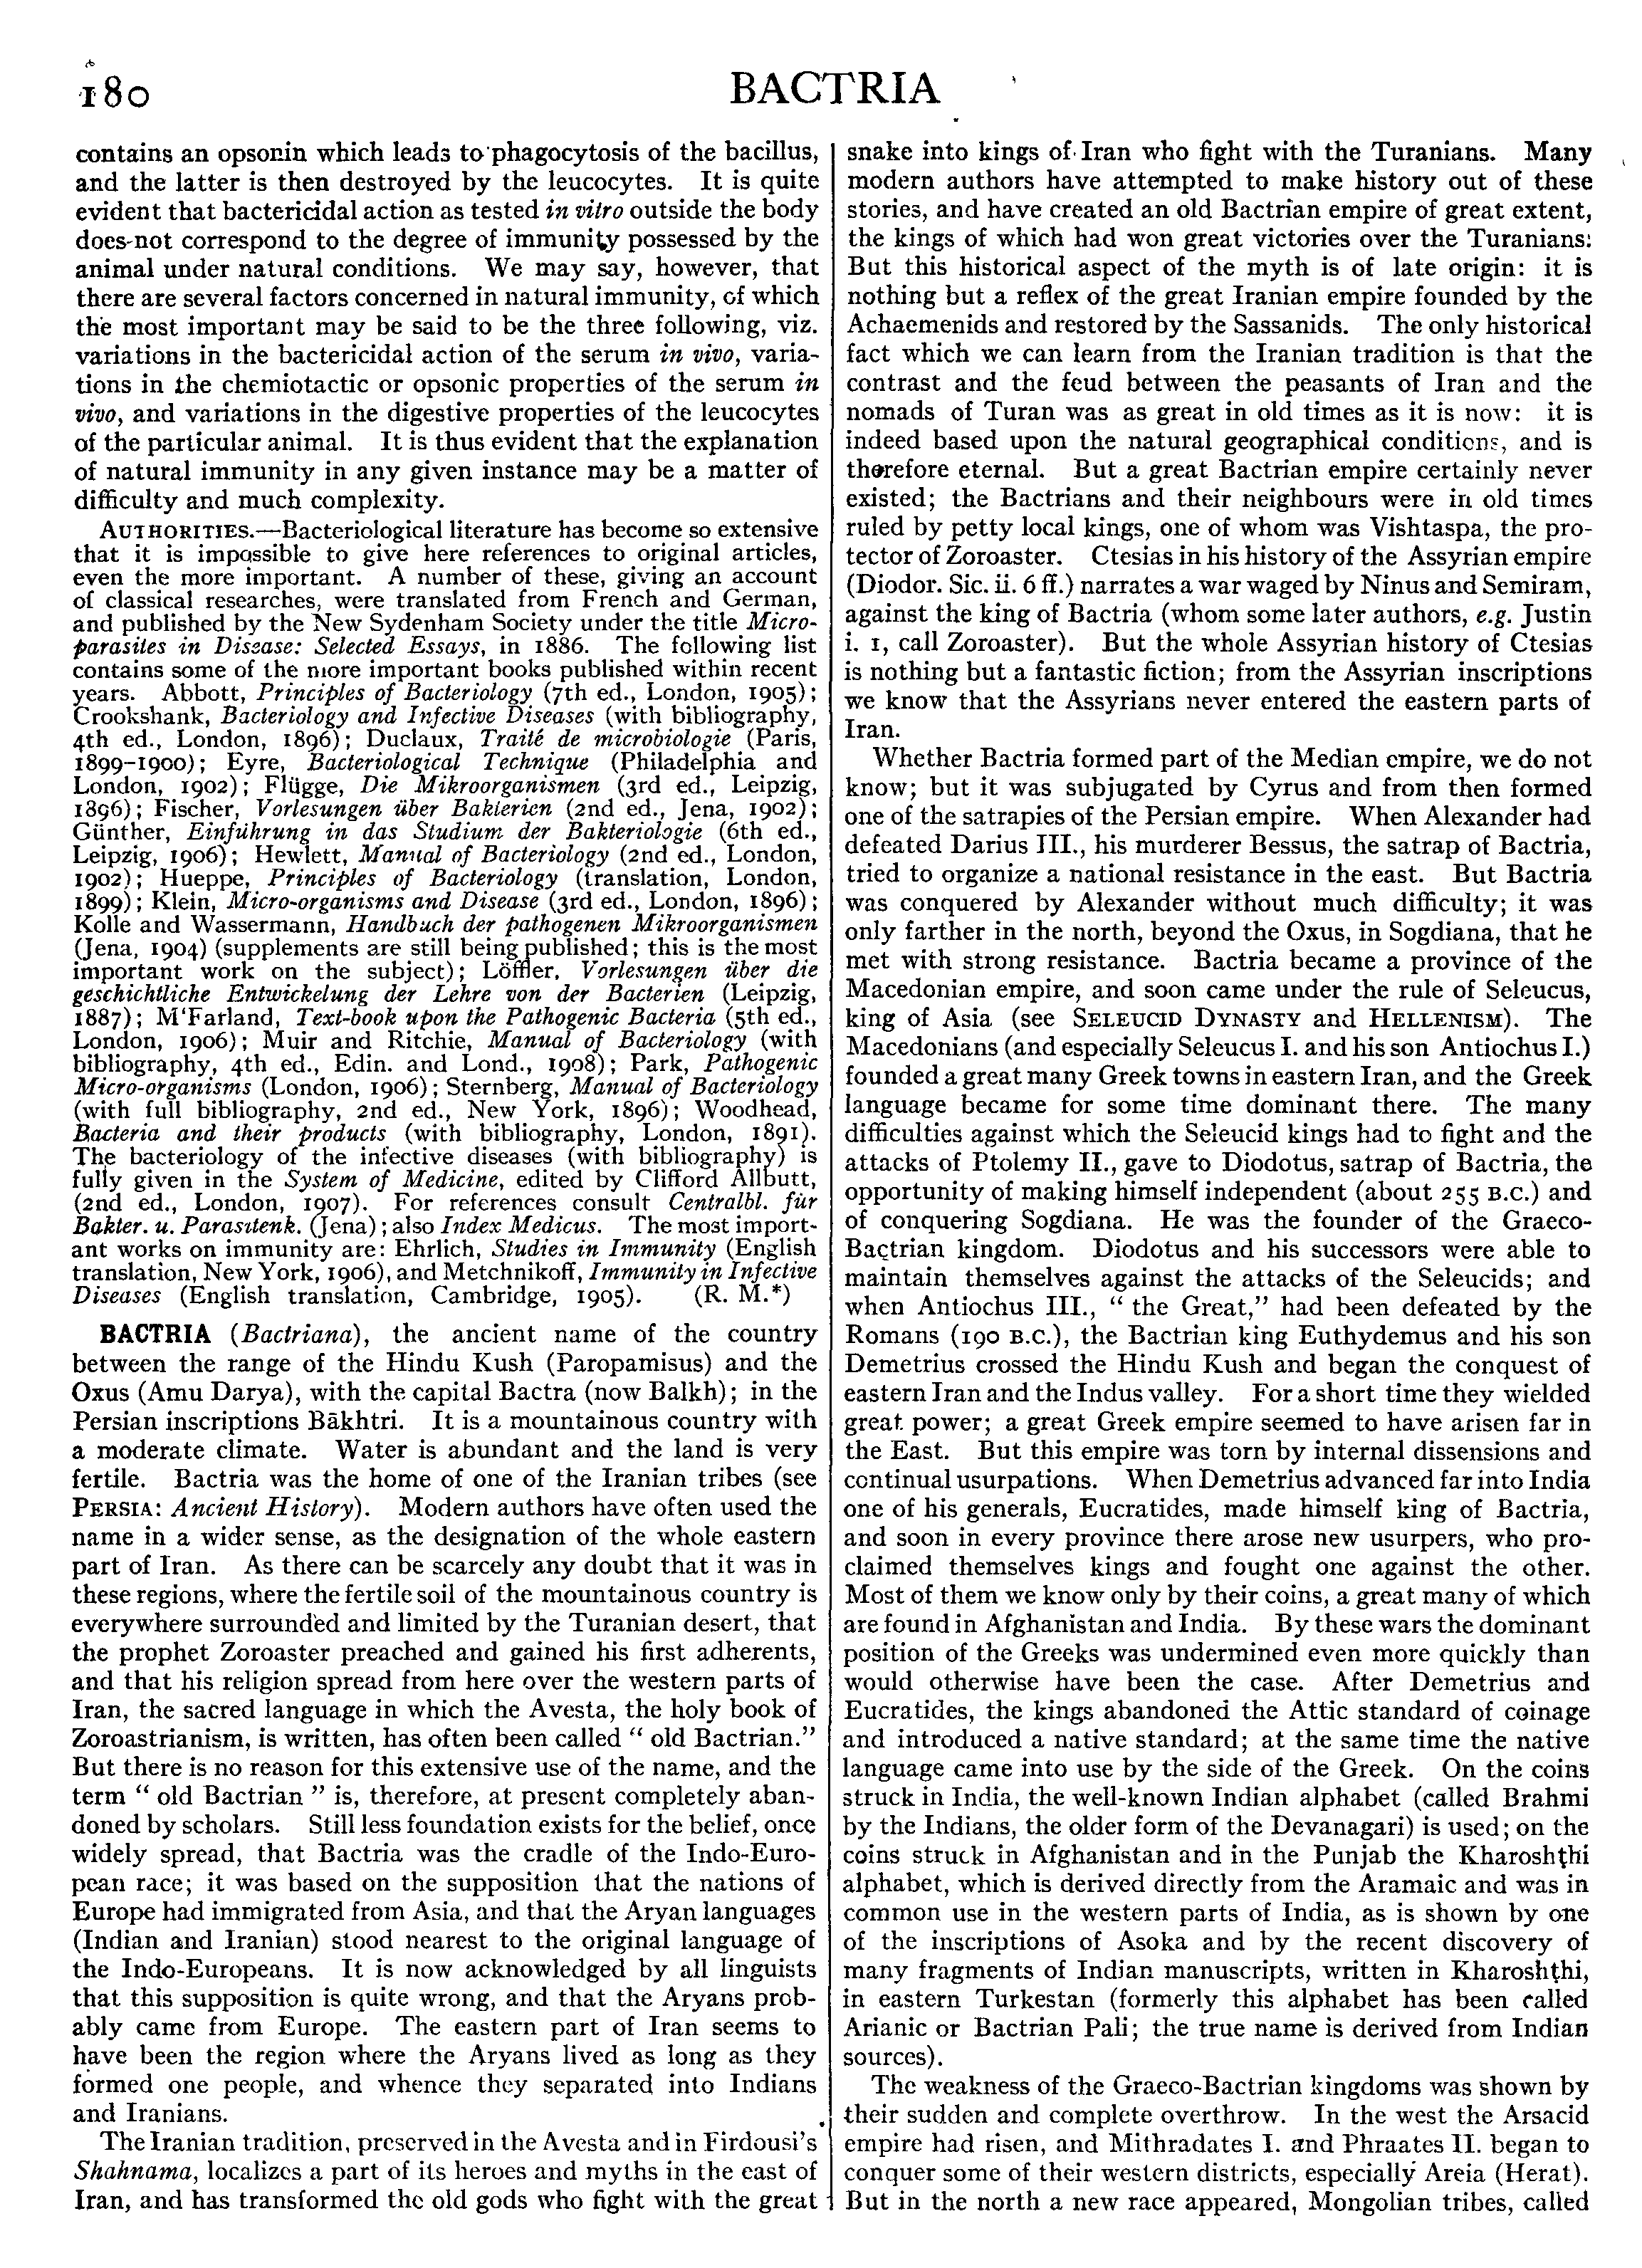 180
BACTRIA
contains an opsonin which leads to phagocytosis of the bacillus,
and the latter is then destroyed by the leucocytes. It is quite
evident that bactericidal action as tested in vitro outside the body
does not correspond to the degree of immunity possessed by the
animal under natural conditions. We may say, however, that
there are several factors concerned in natural immunity, of which
the most important may be said to be the three following, viz.
variations in the bactericidal action of the serum in vivo, varia-
tions in the chemiotactic or opsonic properties of the serum in
vivo, and variations in the digestive properties of the leucocytes
of the particular animal. It is thus evident that the explanation
of natural immunity in any given instance may be a matter of
difficulty and much complexity.
AUTHORITIES.—Bacteriological literature has become so extensive
that it is impossible to give here references to original articles,
even the more important. A number of these, giving an account
of classical researches, were translated from French and German,
and published by the New Sydenham Society under the title Micro-
parasites in Disease: Selected Essays, in 1886. The following list
contains some of the more important books published within recent
years. Abbott, Principles of Bacteriology (7th ed., London, 1905);
Crookshank, Bacteriology and Infective Diseases (with bibliography,
4th ed., London, 1896); Duclaux, Traité de microbiologie (Paris,
1899-1900); Eyre, Bacteriological Technique (Philadelphia and
London, 1902); Flügge, Die Mikroorganismen (3rd ed., Leipzig,
1896); Fischer, Vorlesungen über Bakterien (2nd ed., Jena, 1902);
Günther, Einführung in das Studium der Bakteriologie (6th ed.,
Leipzig, 1906); Hewlett, Manual of Bacteriology (2nd ed., London,
1902); Hueppe, Principles of Bacteriology (translation, London,
1899); Klein, Micro-organisms and Disease (3rd ed., London, 1896);
Kolle and Wassermann, Handbuch der pathogenen Mikroorganismen
(Jena, 1904) (supplements are still being published; this is the most
important work on the subject); Löffler, Vorlesungen über die
geschichtliche Entwickelung der Lehre von der Bacterien (Leipzig,
1887); M‘Farland, Text-book upon the Pathogenic Bacteria (5th ed.,
London, 1906); Muir and Ritchie, Manual of Bacteriology (with
bibliography, 4th ed., Edin. and Lond., 1908); Park, Pathogenic
Micro-organisms (London, 1906); Sternberg, Manual of Bacteriology
(with full bibliography, 2nd ed., New York, 1896); Woodhead,
Bacteria and their products (with bibliography, London, 1891).
The bacteriology of the infective diseases (with bibliography) is
fully given in the System of Medicine, edited by Clifford Allbutt,
(2nd ed., London, 1907). For references consult Centralbl. für
Bakter. u. Parasitenk. (Jena); also Index Medicus. The most import-
ant works on immunity are: Ehrlich, Studies in Immunity (English
translation, New York, 1906), and Metchnikoff, Immunity in Infective
Diseases (English translation, Cambridge, 1905). (R. M.*)
BACTRIA (Bactriana), the ancient name of the country
between the range of the Hindu Kush (Paropamisus) and the
Oxus (Amu Darya), with the capital Bactra (now Balkh); in the
Persian inscriptions Bākhtri. It is a mountainous country with
a moderate climate. Water is abundant and the land is very
fertile. Bactria was the home of one of the Iranian tribes (see
PERSIA: Ancient History). Modern authors have often used the
name in a wider sense, as the designation of the whole eastern
part of Iran. As there can be scarcely any doubt that it was in
these regions, where the fertile soil of the mountainous country is
everywhere surrounded and limited by the Turanian desert, that
the prophet Zoroaster preached and gained his first adherents,
and that his religion spread from here over the western parts of
Iran, the sacred language in which the Avesta, the holy book of
Zoroastrianism, is written, has often been called “ old Bactrian.”
But there is no reason for this extensive use of the name, and the
term “ old Bactrian ” is, therefore, at present completely aban-
doned by scholars. Still less foundation exists for the belief, once
widely spread, that Bactria was the cradle of the Indo-Euro-
pean race; it was based on the supposition that the nations of
Europe had immigrated from Asia, and that the Aryan languages
(Indian and Iranian) stood nearest to the original language of
the Indo-Europeans. It is now acknowledged by all linguists
that this supposition is quite wrong, and that the Aryans prob-
ably came from Europe. The eastern part of Iran seems to
have been the region where the Aryans lived as long as they
formed one people, and whence they separated into Indians
and Iranians.
The Iranian tradition, preserved in the Avesta and in Firdousi’s
Shahnama, localizes a part of its heroes and myths in the east of
Iran, and has transformed the old gods who fight with the great
snake into kings of Iran who fight with the Turanians. Many
modern authors have attempted to make history out of these
stories, and have created an old Bactrian empire of great extent,
the kings of which had won great victories over the Turanians:
But this historical aspect of the myth is of late origin: it is
nothing but a reflex of the great Iranian empire founded by the
Achaemenids and restored by the Sassanids. The only historical
fact which we can learn from the Iranian tradition is that the
contrast and the feud between the peasants of Iran and the
nomads of Turan was as great in old times as it is now: it is
indeed based upon the natural geographical conditions, and is
therefore eternal. But a great Bactrian empire certainly never
existed; the Bactrians and their neighbours were in old times
ruled by petty local kings, one of whom was Vishtaspa, the pro-
tector of Zoroaster. Ctesias in his history of the Assyrian empire
(Diodor. Sic. ii. 6 ff.) narrates a war waged by Ninus and Semiram,
against the king of Bactria (whom some later authors, e.g. Justin
i. 1, call Zoroaster). But the whole Assyrian history of Ctesias
is nothing but a fantastic fiction; from the Assyrian inscriptions
we know that the Assyrians never entered the eastern parts of
Iran.
Whether Bactria formed part of the Median empire, we do not
know; but it was subjugated by Cyrus and from then formed
one of the satrapies of the Persian empire. When Alexander had
defeated Darius III., his murderer Bessus, the satrap of Bactria,
tried to organize a national resistance in the east. But Bactria
was conquered by Alexander without much difficulty; it was
only farther in the north, beyond the Oxus, in Sogdiana, that he
met with strong resistance. Bactria became a province of the
Macedonian empire, and soon came under the rule of Seleucus,
king of Asia (see SELEUCID DYNASTY and HELLENISM). The
Macedonians (and especially Seleucus I. and his son Antiochus I.)
founded a great many Greek towns in eastern Iran, and the Greek
language became for some time dominant there. The many
difficulties against which the Seleucid kings had to fight and the
attacks of Ptolemy II., gave to Diodotus, satrap of Bactria, the
opportunity of making himself independent (about 255 B.C.) and
of conquering Sogdiana. He was the founder of the Graeco-
Bactrian kingdom. Diodotus and his successors were able to
maintain themselves against the attacks of the Seleucids; and
when Antiochus III., “ the Great,” had been defeated by the
Romans (190 B.C.), the Bactrian king Euthydemus and his son
Demetrius crossed the Hindu Kush and began the conquest of
eastern Iran and the Indus valley. For a short time they wielded
great power; a great Greek empire seemed to have arisen far in
the East. But this empire was torn by internal dissensions and
continual usurpations. When Demetrius advanced far into India
one of his generals, Eucratides, made himself king of Bactria,
and soon in every province there arose new usurpers, who pro-
claimed themselves kings and fought one against the other.
Most of them we know only by their coins, a great many of which
are found in Afghanistan and India. By these wars the dominant
position of the Greeks was undermined even more quickly than
would otherwise have been the case. After Demetrius and
Eucratides, the kings abandoned the Attic standard of coinage
and introduced a native standard; at the same time the native
language came into use by the side of the Greek. On the coins
struck in India, the well-known Indian alphabet (called Brahmi
by the Indians, the older form of the Devanagari) is used; on the
coins struck in Afghanistan and in the Punjab the Kharoshṭhi
alphabet, which is derived directly from the Aramaic and was in
common use in the western parts of India, as is shown by one
of the inscriptions of Asoka and by the recent discovery of
many fragments of Indian manuscripts, written in Kharoshṭhi,
in eastern Turkestan (formerly this alphabet has been called
Arianic or Bactrian Pali; the true name is derived from Indian
sources).
The weakness of the Graeco-Bactrian kingdoms was shown by
their sudden and complete overthrow. In the west the Arsacid
empire had risen, and Mithradates I. and Phraates II. began to
conquer some of their western districts, especially Areia (Herat).
But in the north a new race appeared, Mongolian tribes, called